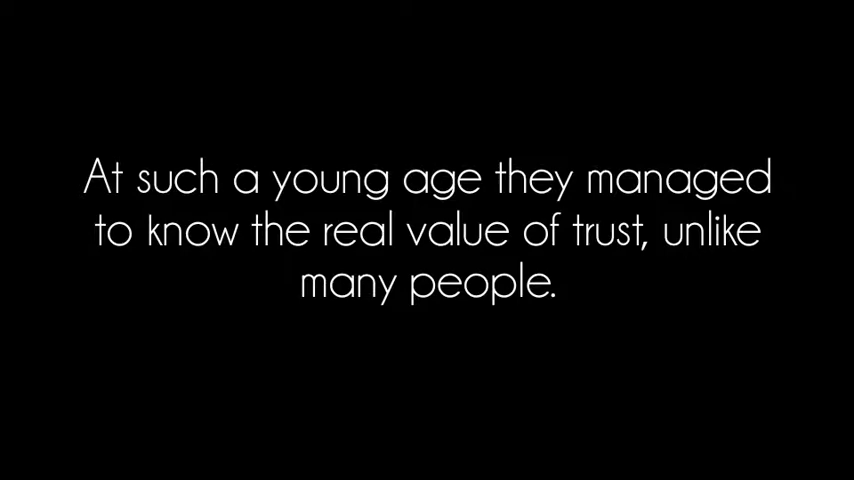 At such a young age they managed
to know the real value of trust, unlike
many people.